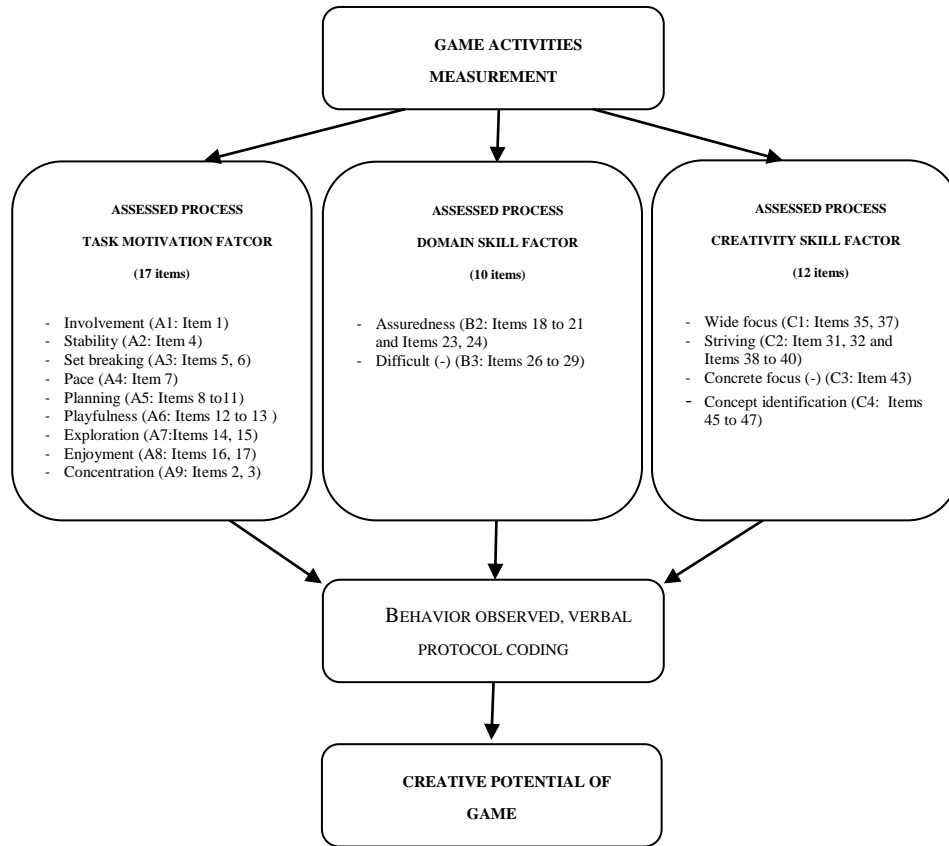 GAME ACTIVITIES
MEASUREMENT
ASSESSED PROCESS
TASK MOTIVATION FATCOR
(17 items)
- Involvement (A1: Item 1)
- Stability (A2: Item 4)
- Set breaking (A3: Items 5, 6)
- Pace (A4: Item 7)
- Planning (A5: Items 8 to11)
- Playfulness (A6: Items 12 to 13 )
- Exploration (A7:Items 14, 15)
- Enjoyment (A8: Items 16, 17)
- Concentration (A9: Items 2, 3)
ASSESSED PROCESS
DOMAIN SKILL FACTOR
(10 items)
- Assuredness (B2: Items 18 to 21
and Items 23, 24)
- Difficult (-) (B3: Items 26 to 29)
ASSESSED PROCESS
CREATIVITY SKILL FACTOR
(12 items)
- Wide focus (C1: Items 35, 37)
- Striving (C2: Item 31, 32 and
Items 38 to 40)
- Concrete focus (-) (C3: Item 43)
- Concept identification (C4: Items
45 to 47)
BEHAVIOR OBSERVED, VERBAL
PROTOCOL CODING
CREATIVE POTENTIAL OF
GAME